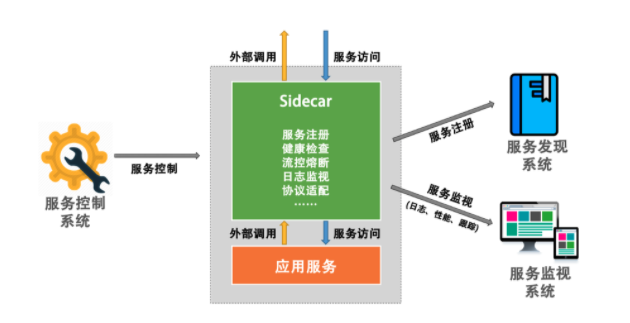 外部调用
服务访问
Sidecar
服务注册
健康检查
流控熔断
日志监视
协议适配
……
服务控制
服务控制
系统
服务注册
服务发现
系统
服务监视
(日志、性能、跟踪)
服务监视
系统
外部调用
服务访问
应用服务